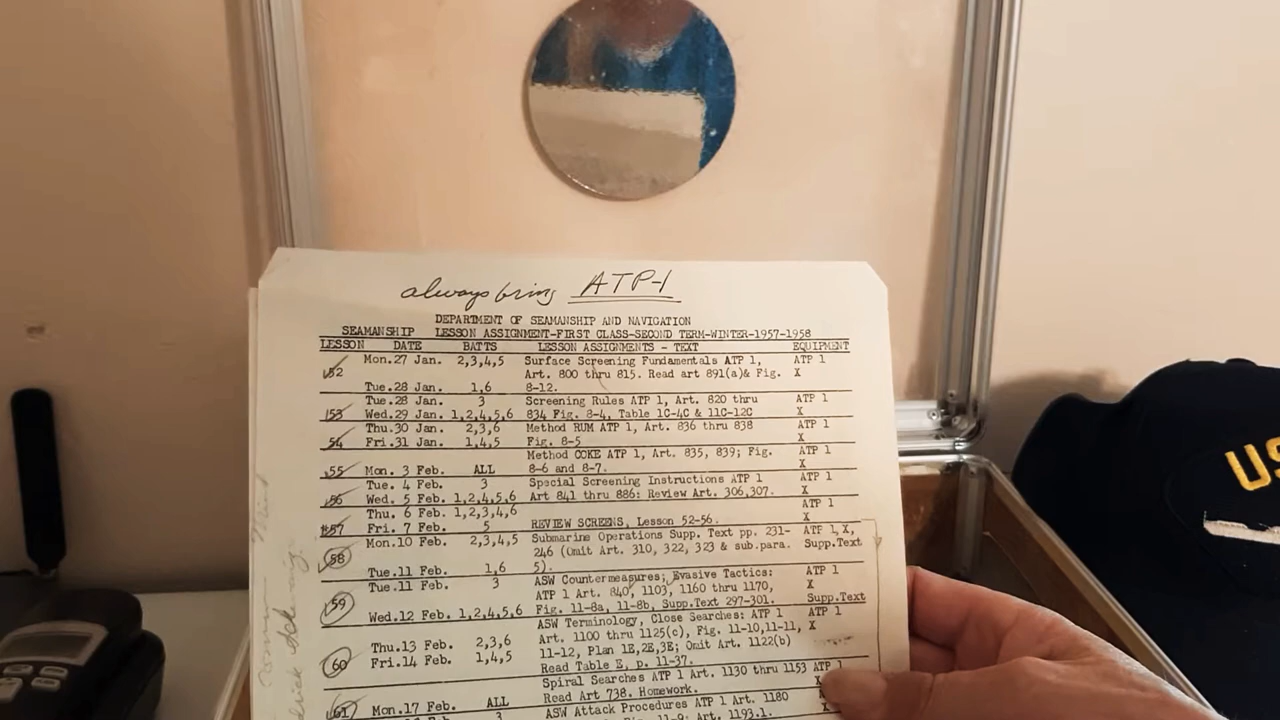 always bring ATP-1
DEPARTMENT OF SEAMANSHIP AND NAVIGATION
SEAMANSHIP LESSON ASSIGNMENT-FIRST CLASS-SECOND TERM-WINTER-1957-1958
LESSON DATE BATTS LESSON ASSIGNMENTS - TEXT EQUIPMENT
Mon.27 Jan. 2,3,4,5 Surface Screening Fundamentals ATP 1, ATP 1
52 Art. 800 thru 815. Read art 891(a)& Fig. X
Tue.28 Jan. 1,6 8-12.
Tue.28 Jan. 3 Screening Rules ATP 1, Art. 820 thru ATP 1
53 Wed.29 Jan. 1,2,4,5,6 834 Fig. 8-4, Table 1C-4C & 11C-12C X
Thu.30 Jan. 2,3,6 Method RUM ATP 1, Art. 836 thru 838 ATP 1
54 Fri.31 Jan. 1,4,5 Fig. 8-5 X
Method COKE ATP 1, Art. 835, 839; Fig. ATP 1
55 Mon. 3 Feb. ALL 8-6 and 8-7. X
Tue. 4 Feb. 3 Special Screening Instructions ATP 1 ATP 1
56 Wed. 5 Feb. 1,2,4,5,6 Art 841 thru 886: Review Art. 306,307. X
Thu. 6 Feb. 1,2,3,4,6 ATP 1
57 Fri. 7 Feb. 5 REVIEW SCREENS, Lesson 52-56. X
Mon.10 Feb. 2,3,4,5 Submarine Operations Supp. Text pp. 231- ATP 1,X,
58 246 (Omit Art. 310, 322, 323 & sub.para. Supp.Text
Tue.11 Feb. 1,6 5).
Tue.11 Feb. 3 ASW Countermeasures; Evasive Tactics: ATP 1
59 ATP 1 Art. 840, 1103, 1160 thru 1170, X
Wed.12 Feb. 1,2,4,5,6 Fig. 11-8a, 11-8b, Supp.Text 297-301. Supp.Text
ASW Terminology, Close Searches: ATP 1 ATP 1
Art. 1100 thru 1125(c), Fig. 11-10,11-11, X
Thu.13 Feb. 2,3,6 11-12, Plan 1E,2E,3E; Omit Art. 1122(b)
60 Fri.14 Feb. 1,4,5 Read Table E, p. 11-37.
Spiral Searches ATP 1 Art. 1130 thru 1153 ATP 1
61 Mon.17 Feb. ALL Read Art 738. Homework. X
3 ASW Attack Procedures ATP 1 Art. 1180
11-9; Art. 1193.1.
US